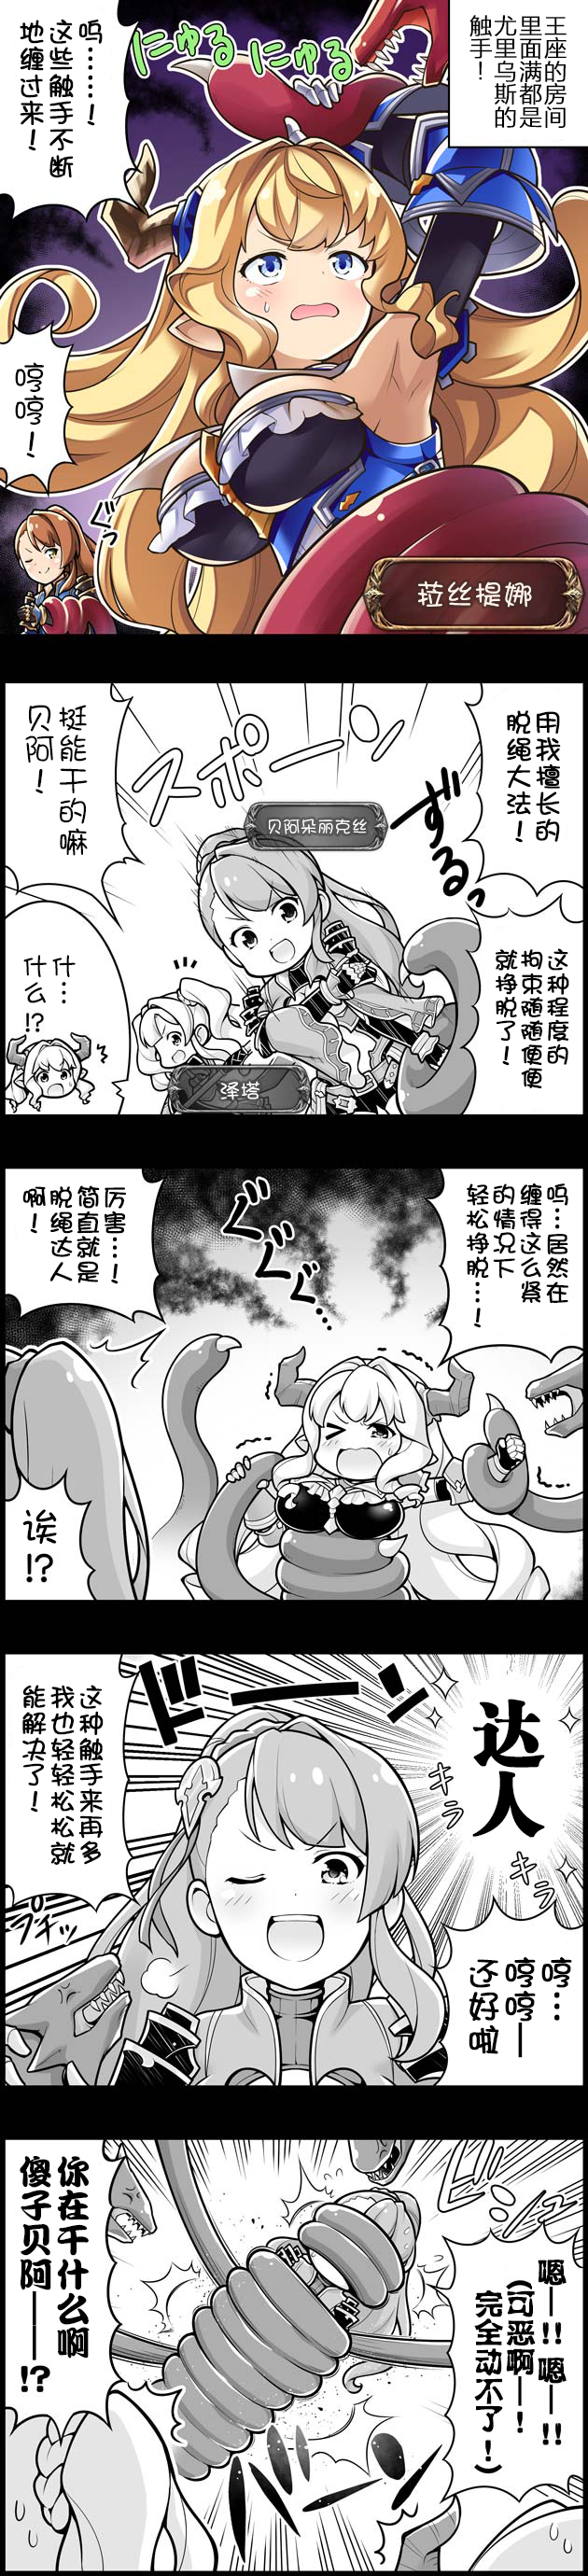 王座的房间
里面满都是
尤里乌斯的
触手！
にゅる にゅる
呜……！
这些触手不断
地缠过来！
哼哼！
ぐっ
菈丝提娜
用我擅长的
脱绳大法！
スポーン
贝阿朵丽克丝
ずるっ
挺能干的嘛
贝阿！
这种程度的
拘束随随便便
就挣脱了！
什…
什么!?
泽塔
呜…居然在
缠得这么紧
的情况下
轻松挣脱…！
ぐぐぐ…
厉害…！
简直就是
脱绳达人
啊！
诶!?
达人
キラ
キラ
ドーーン
这种触手来再多
我也轻轻松松就
能解决了！
哼…
哼哼—
还好啦
プチッ
嗯—!!嗯—!!
(可恶啊—！
完全动不了！)
你在干什么啊
傻子贝阿——!?
バーン